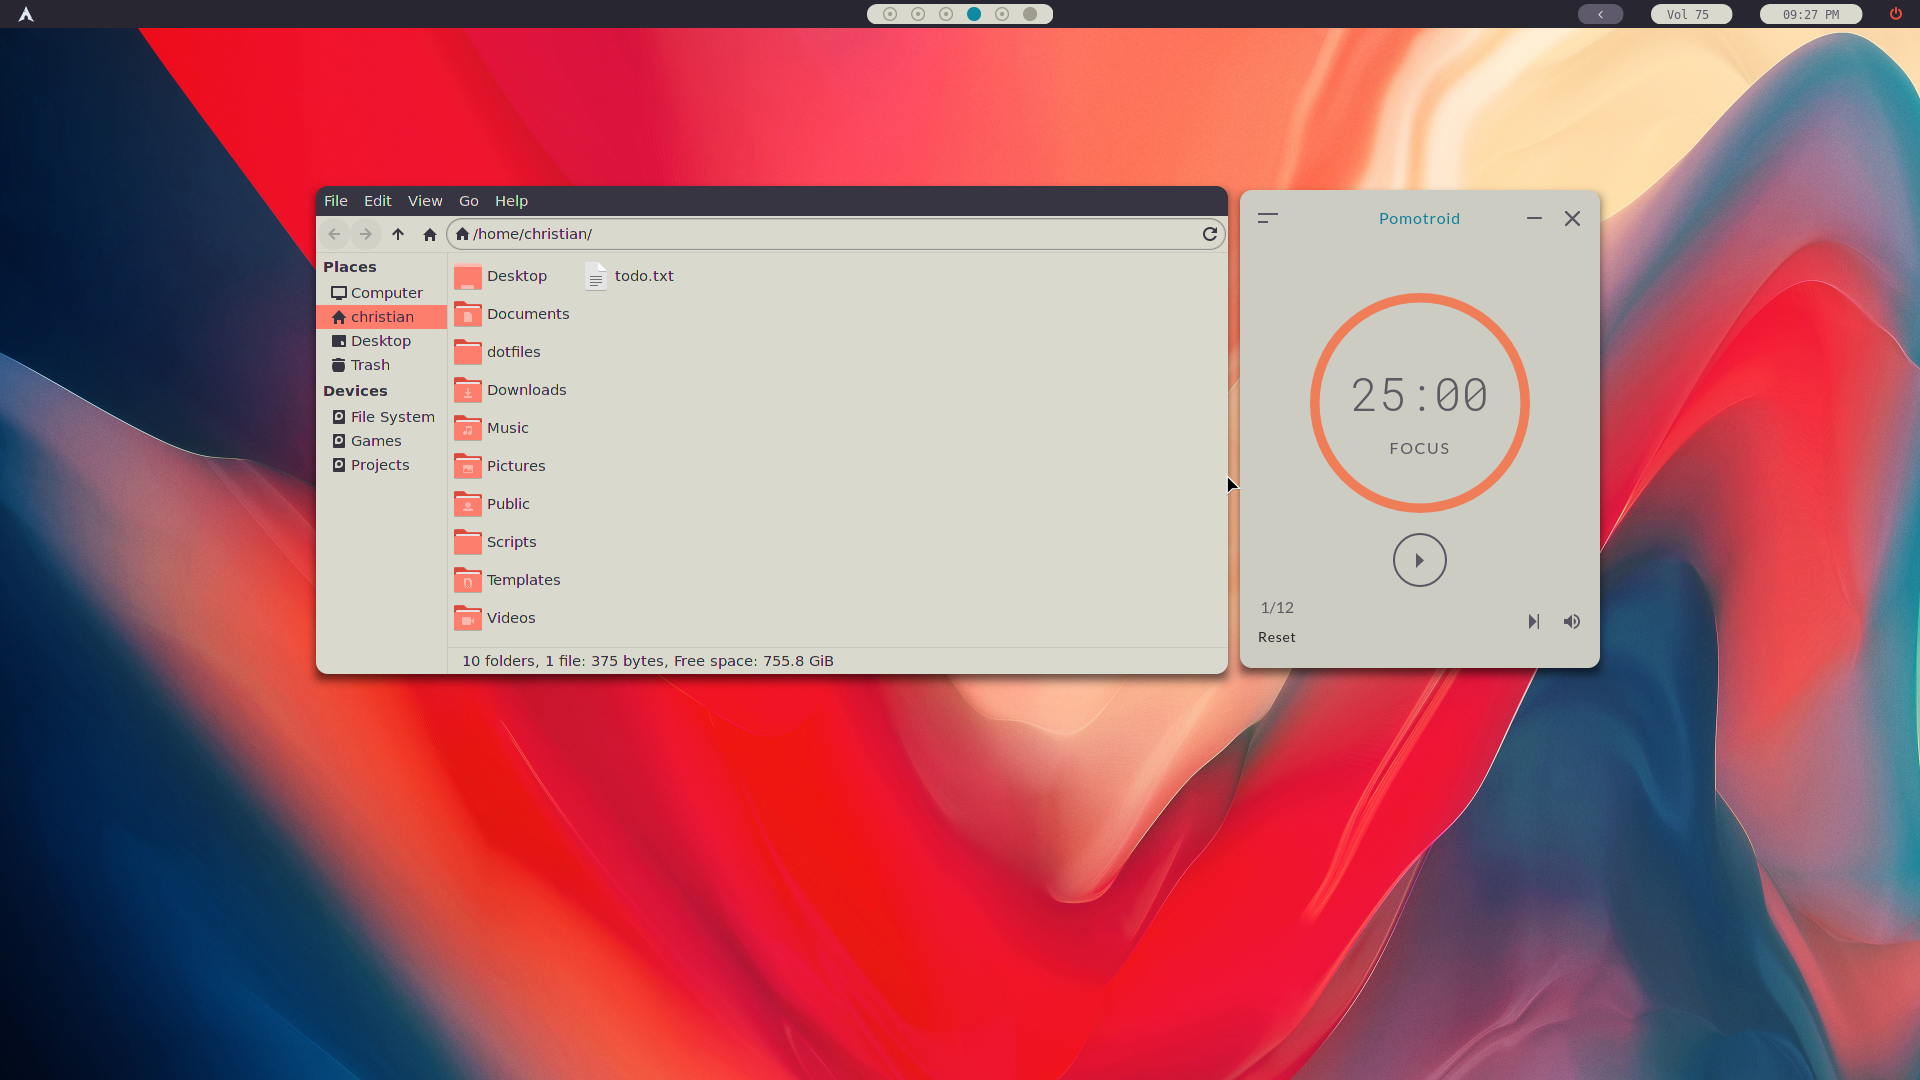 Vol 75
09:27 PM
File Edit View Go Help
/home/christian/
Places
Computer
christian
Desktop
Trash
Devices
File System
Games
Projects
Desktop
Documents
dotfiles
Downloads
Music
Pictures
Public
Scripts
Templates
Videos
todo.txt
10 folders, 1 file: 375 bytes, Free space: 755.8 GiB
Pomotroid
25:00
FOCUS
1/12
Reset